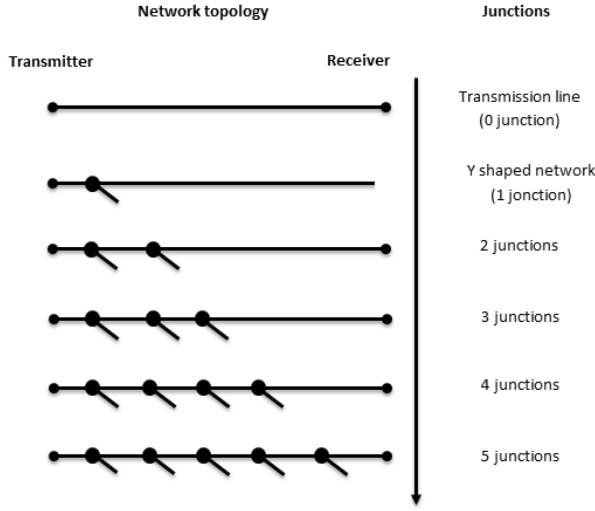 Network topology
Junctions
Transmitter
Receiver
Transmission line
(0 junction)
Y shaped network
(1 jonction)
2 junctions
3 junctions
4 junctions
5 junctions